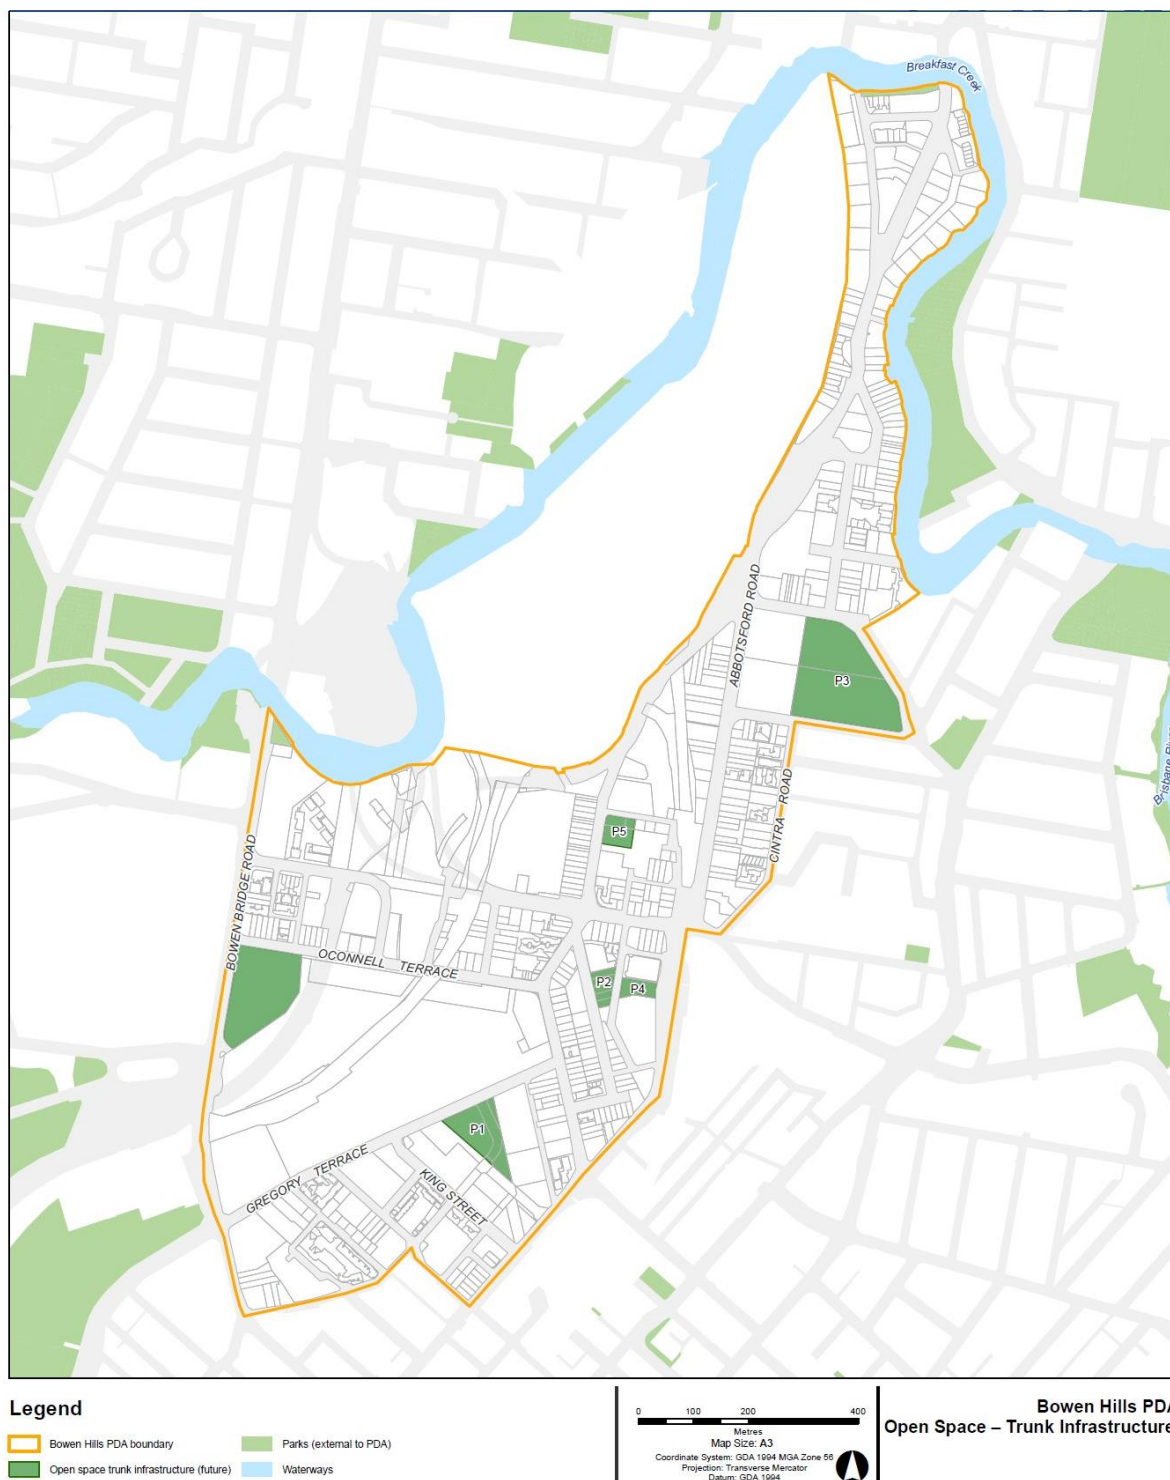 Breakfast Creek
ABBOTSFORD ROAD
P3
CINTRA ROAD
P5
BOWEN BRIDGE ROAD
OCONNELL TERRACE
P2
P4
P1
GREGORY TERRACE
KING STREET
Brisbane River
Legend
Bowen Hills PDA boundary
Parks (external to PDA)
Open space trunk infrastructure (future)
Waterways
0 100 200 400
Metres
Map Size: A3
Coordinate System: GDA 1994 MGA Zone 56
Projection: Transverse Mercator
Datum: GDA 1994
Bowen Hills PDA
Open Space – Trunk Infrastructure